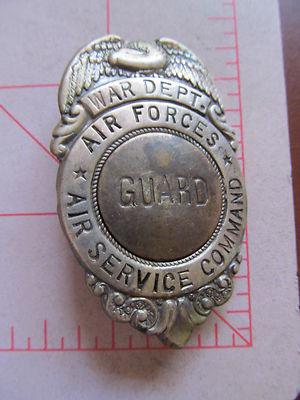 WAR DEPT.
AIR FORCES
GUARD
AIR SERVICE COMMAND